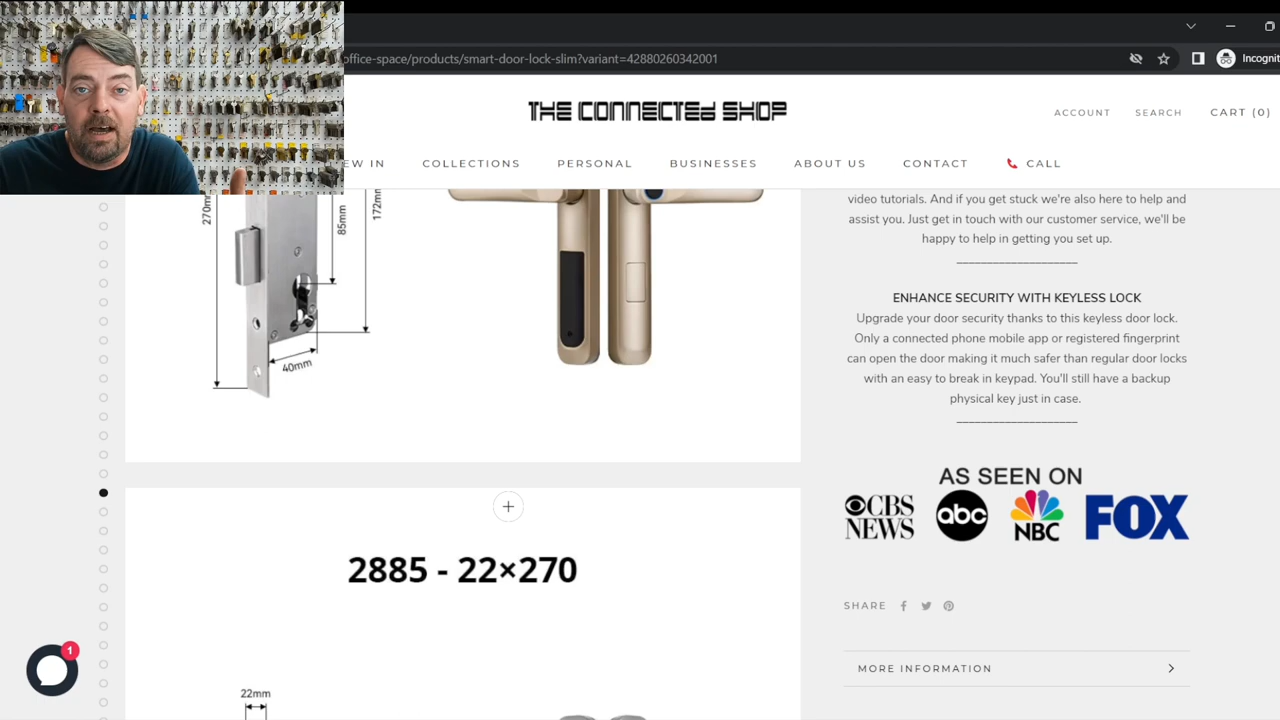 office-space/products/smart-door-lock-slim?variant=42880260342001
Incognit
THE CONNECTED SHOP
ACCOUNT SEARCH CART (0)
EW IN COLLECTIONS PERSONAL BUSINESSES ABOUT US CONTACT CALL
270mm
85mm
172mm
40mm
video tutorials. And if you get stuck we're also here to help and
assist you. Just get in touch with our customer service, we'll be
happy to help in getting you set up.
____________________
ENHANCE SECURITY WITH KEYLESS LOCK
Upgrade your door security thanks to this keyless door lock.
Only a connected phone mobile app or registered fingerprint
can open the door making it much safer than regular door locks
with an easy to break in keypad. You'll still have a backup
physical key just in case.
____________________
AS SEEN ON
CBS
NEWS
abc
NBC
FOX
2885 - 22×270
22mm
SHARE
MORE INFORMATION
1